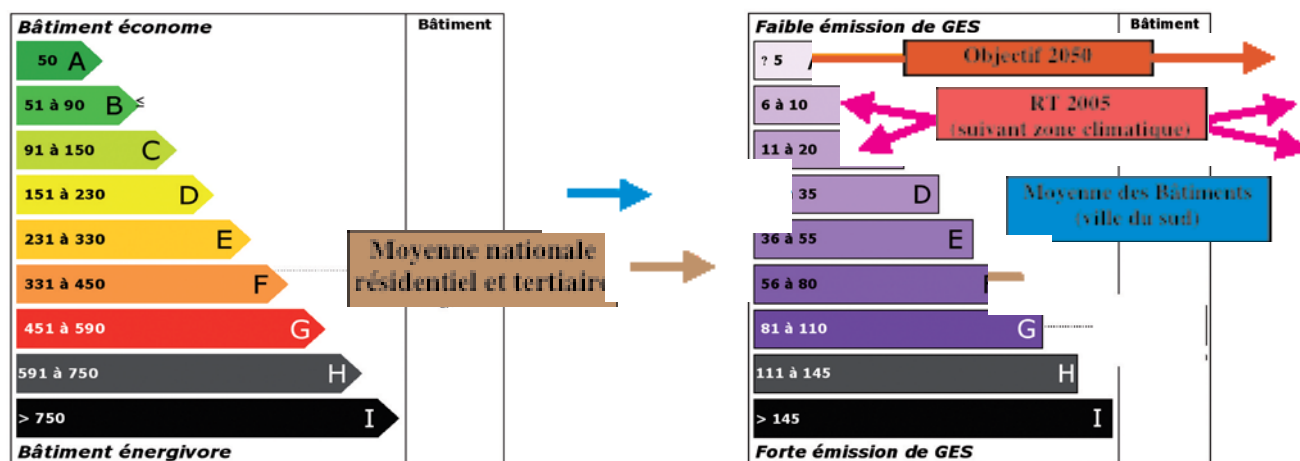 Bâtiment économe
Bâtiment
50 A
51 à 90 B ≤
91 à 150 C
151 à 230 D
231 à 330 E
331 à 450 F
451 à 590 G
591 à 750 H
> 750 I
Bâtiment énergivore
Moyenne nationale
résidentiel et tertiaire
Faible émission de GES
Bâtiment
? 5
6 à 10
11 à 20
35 D
36 à 55 E
56 à 80
81 à 110 G
111 à 145 H
> 145 I
Forte émission de GES
Objectif 2050
RT 2005
(suivant zone climatique)
Moyenne des Bâtiments
(ville du sud)